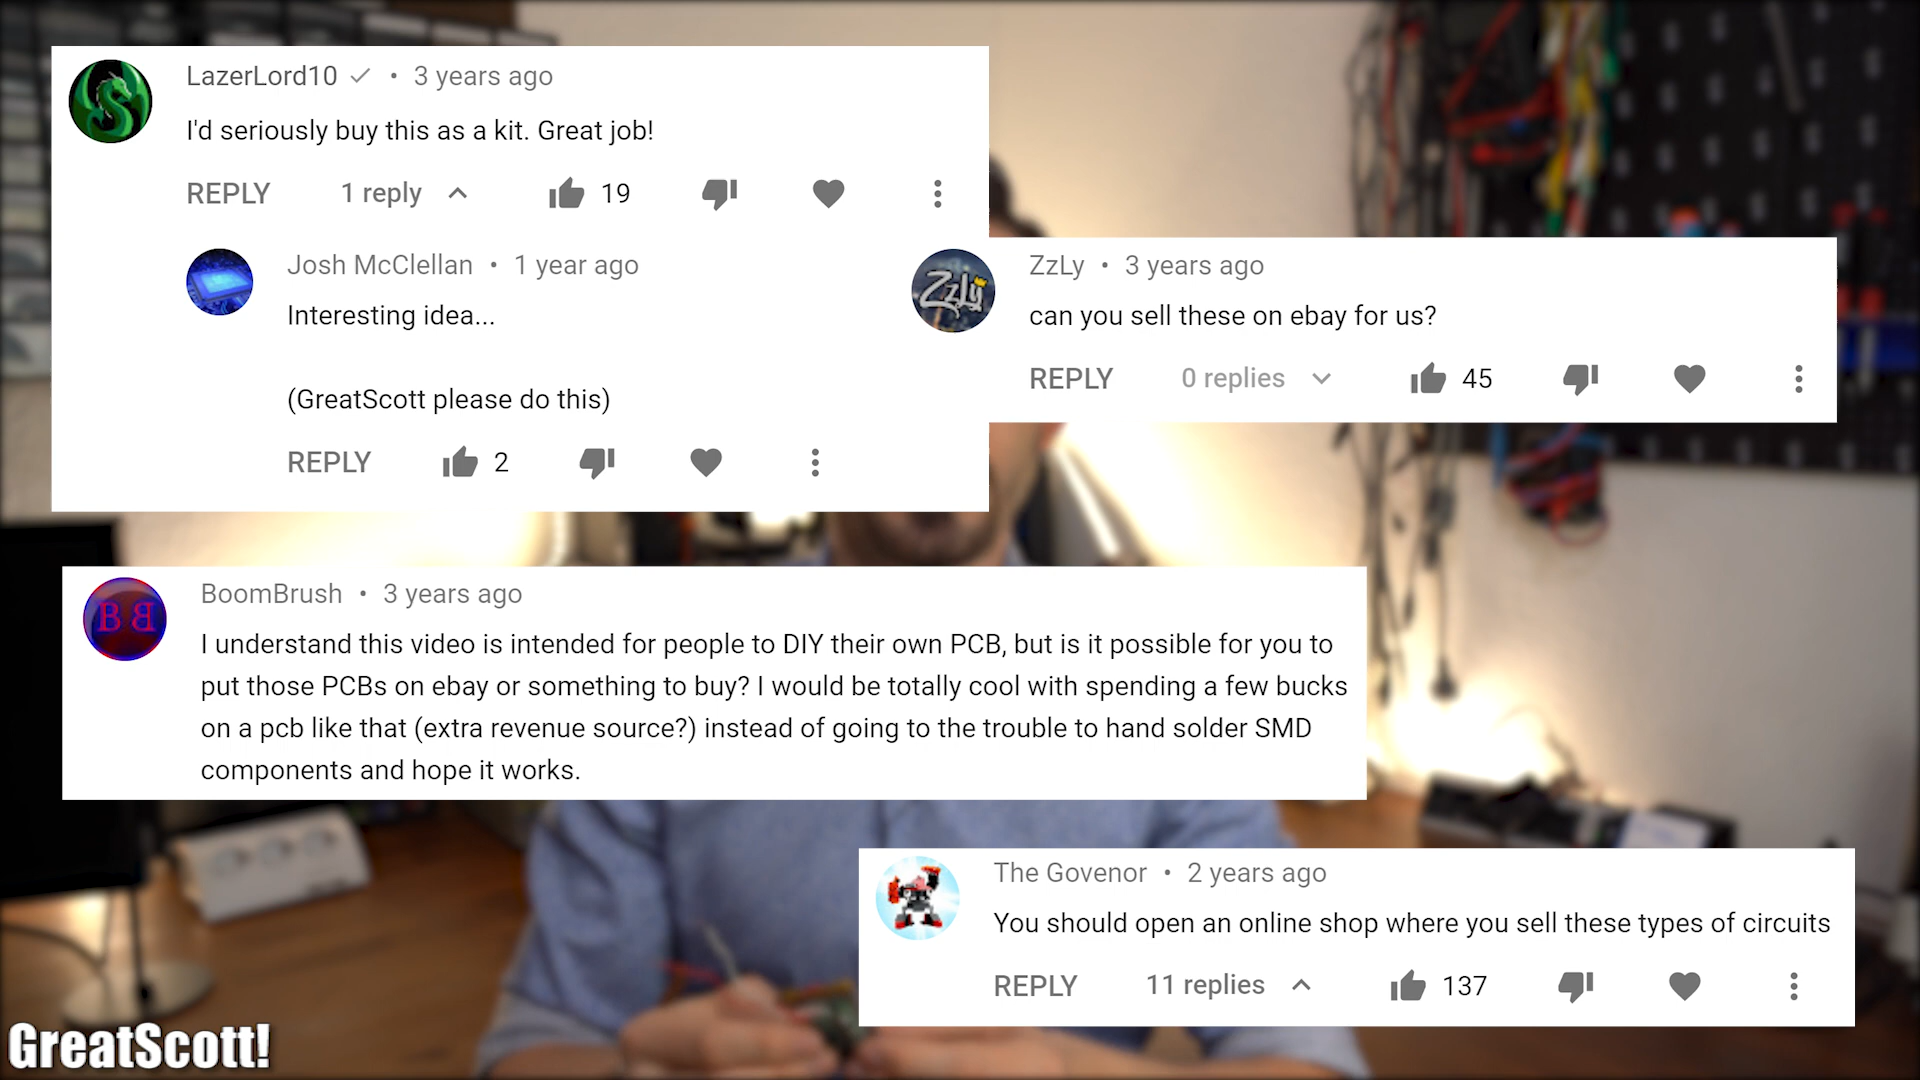 LazerLord10 ✓ • 3 years ago
I'd seriously buy this as a kit. Great job!
REPLY 1 reply 19
Josh McClellan • 1 year ago
Interesting idea...
(GreatScott please do this)
REPLY 2
ZzLy
ZzLy • 3 years ago
can you sell these on ebay for us?
REPLY 0 replies 45
BB
BoomBrush • 3 years ago
I understand this video is intended for people to DIY their own PCB, but is it possible for you to
put those PCBs on ebay or something to buy? I would be totally cool with spending a few bucks
on a pcb like that (extra revenue source?) instead of going to the trouble to hand solder SMD
components and hope it works.
The Govenor • 2 years ago
You should open an online shop where you sell these types of circuits
REPLY 11 replies 137
GreatScott!